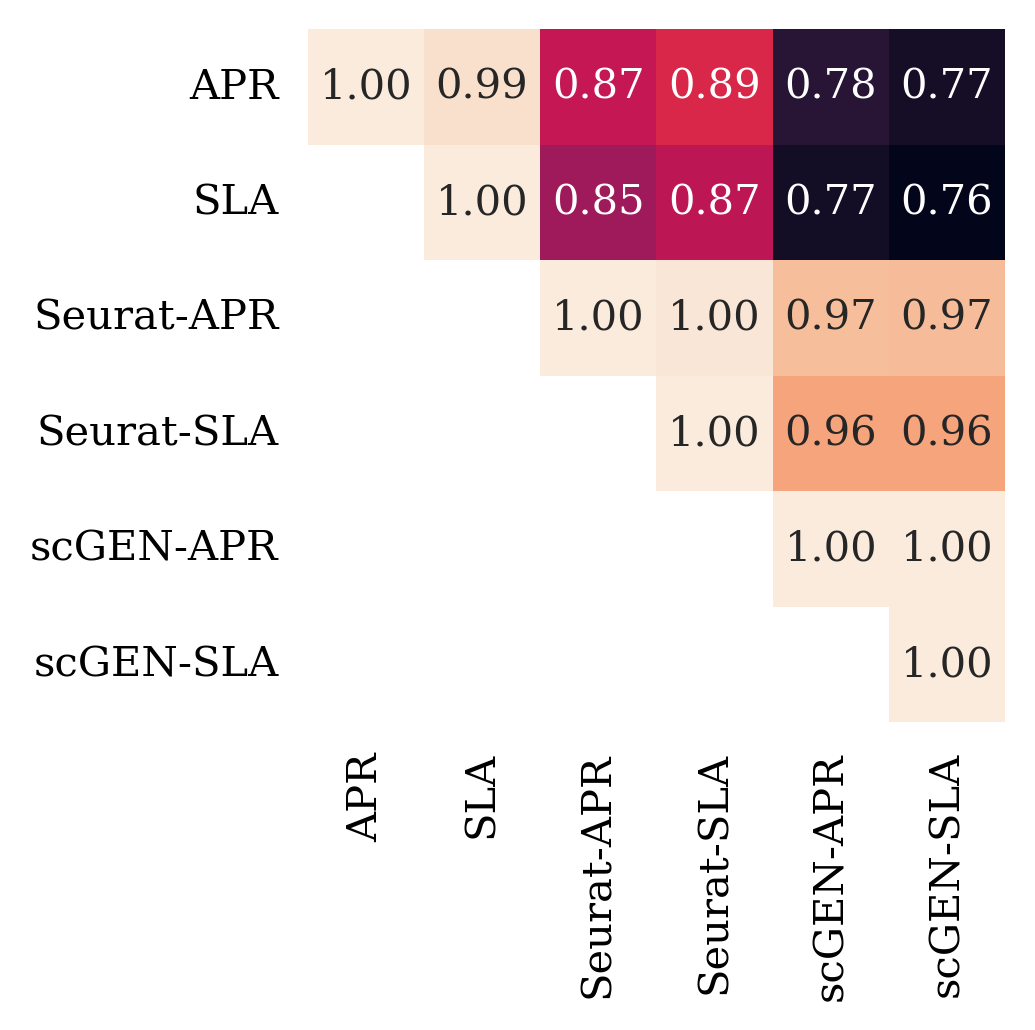 APR 1.00 0.99 0.87 0.89 0.78 0.77
SLA 1.00 0.85 0.87 0.77 0.76
Seurat-APR 1.00 1.00 0.97 0.97
Seurat-SLA 1.00 0.96 0.96
scGEN-APR 1.00 1.00
scGEN-SLA 1.00
APR
SLA
Seurat-APR
Seurat-SLA
scGEN-APR
scGEN-SLA